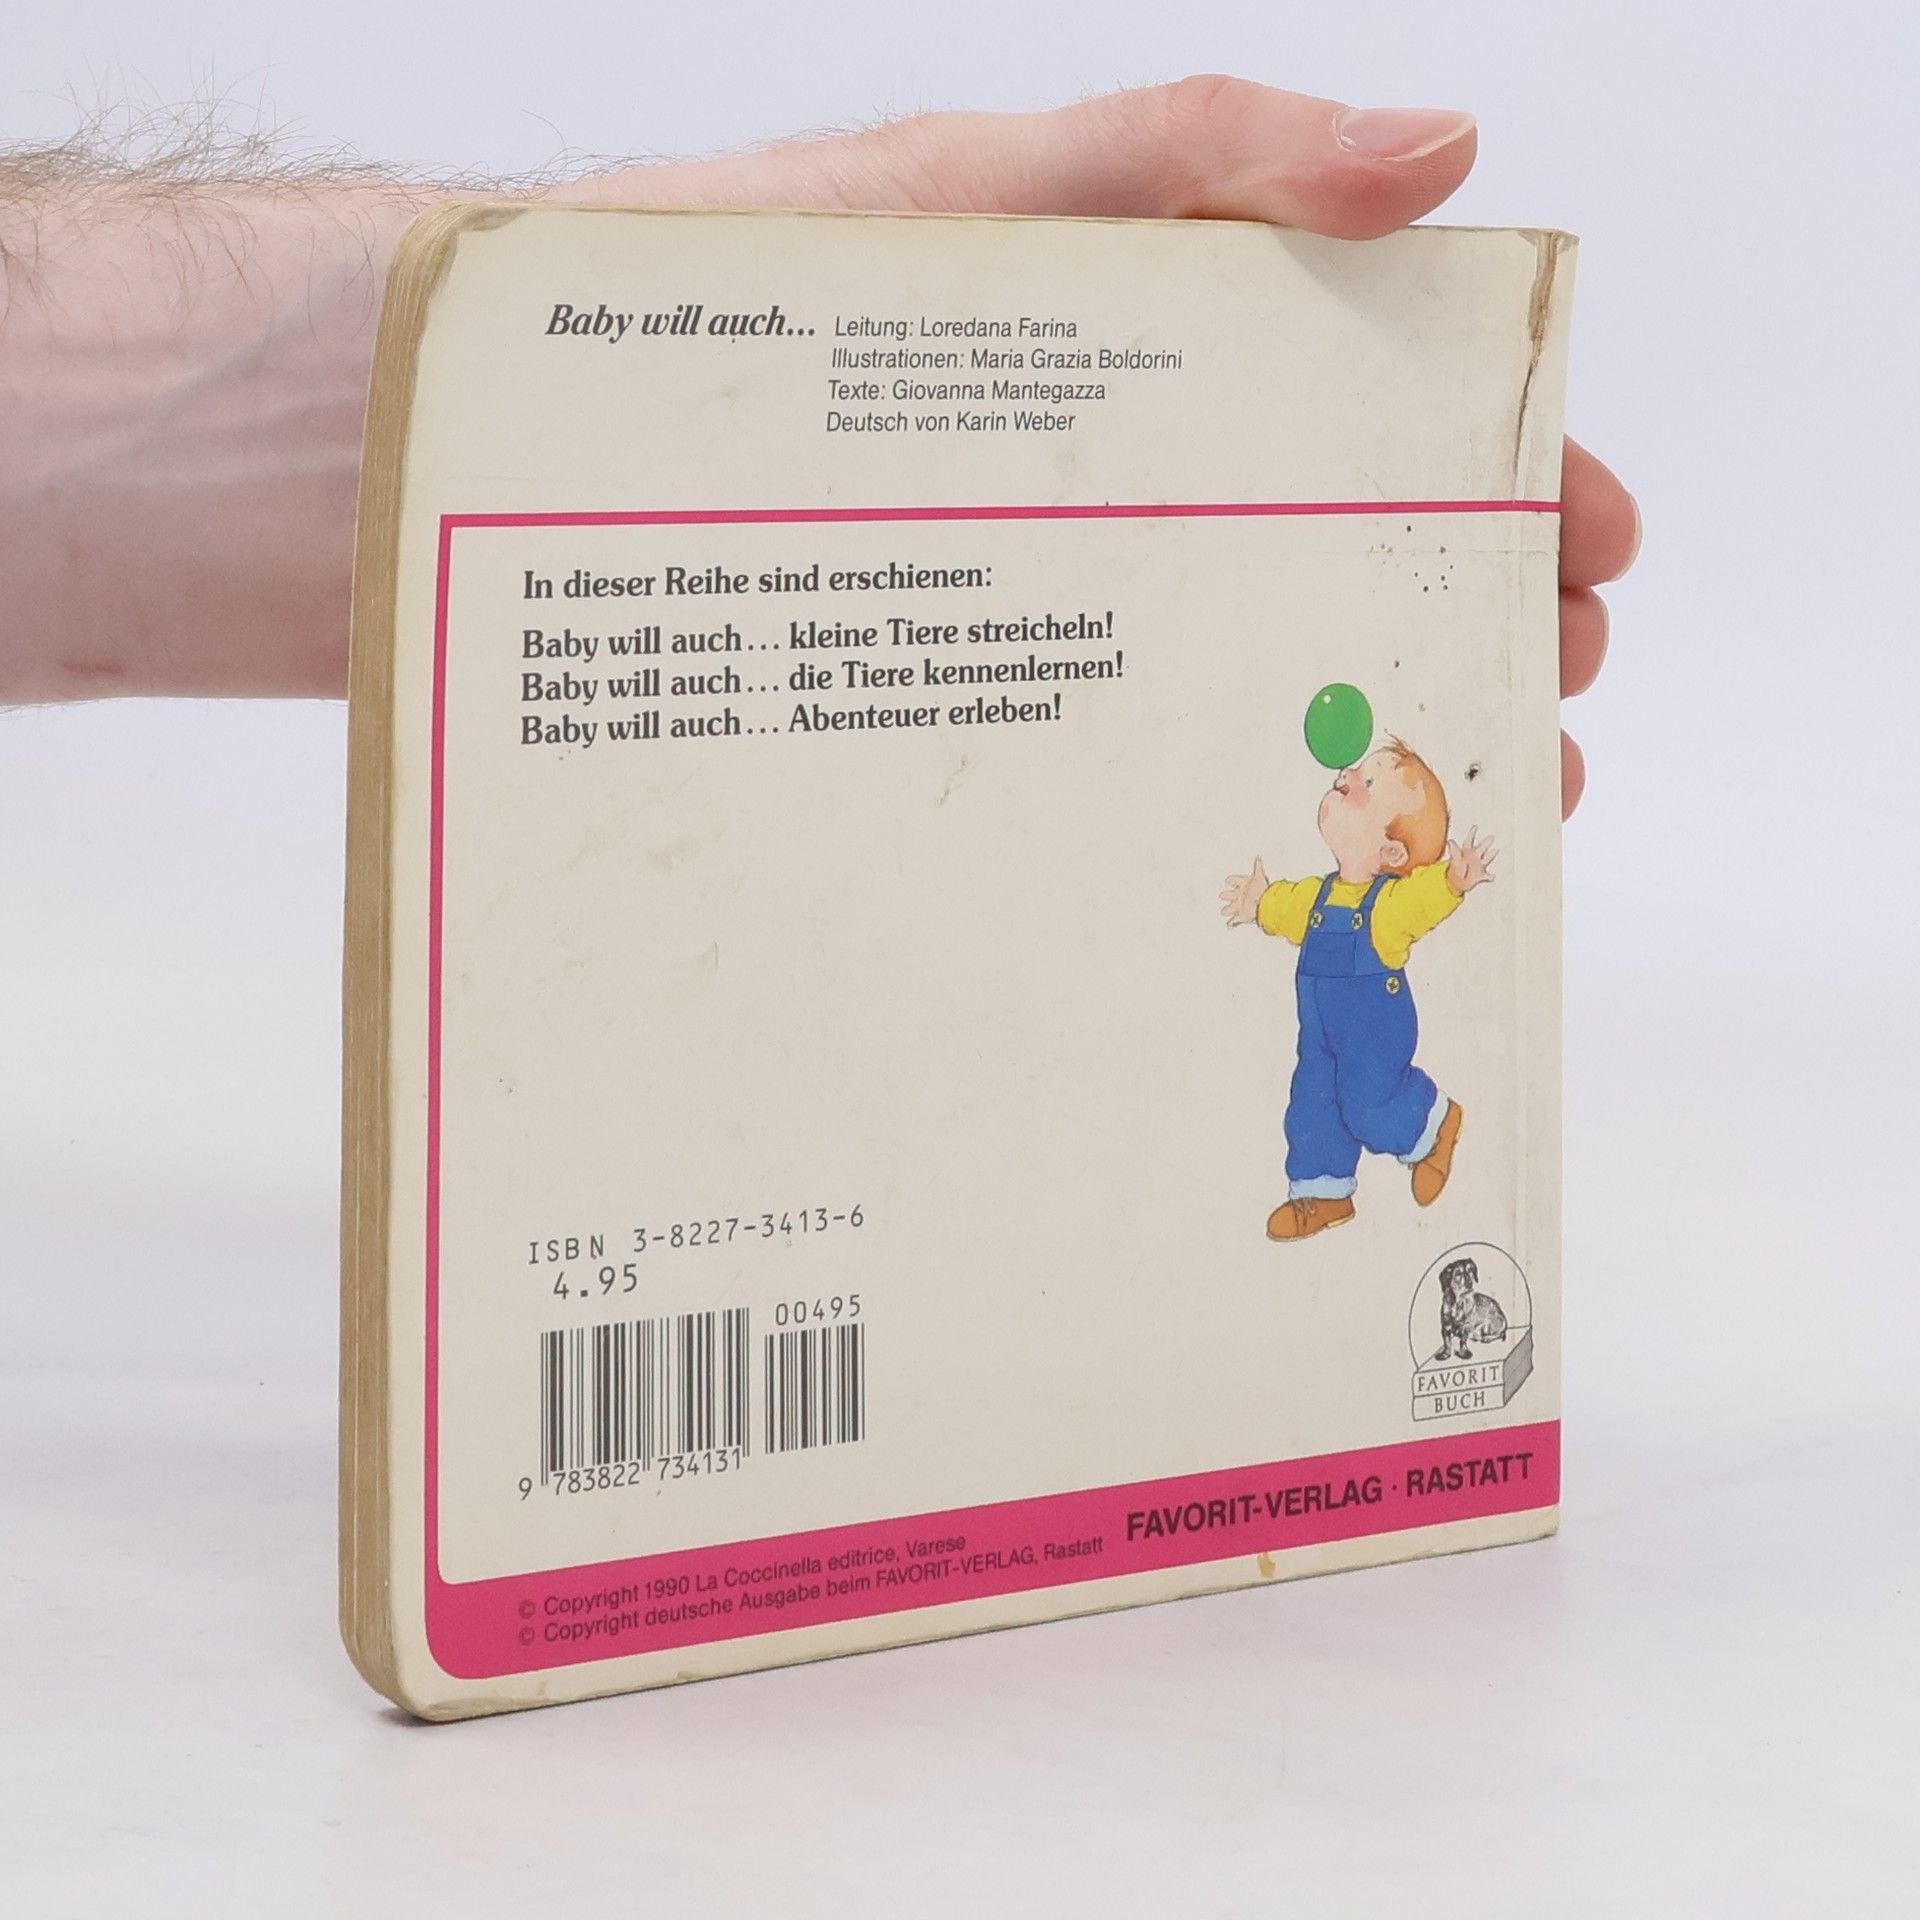 Baby will auch... Leitung: Loredana Farina
Illustrationen: Maria Grazia Boldorini
Texte: Giovanna Mantegazza
Deutsch von Karin Weber
In dieser Reihe sind erschienen:
Baby will auch... kleine Tiere streicheln!
Baby will auch... die Tiere kennenlernen!
Baby will auch... Abenteuer erleben!
ISBN 3-8227-3413-6
4.95
00495
9 783822 734131
FAVORIT
BUCH
FAVORIT-VERLAG · RASTATT
© Copyright 1990 La Coccinella editrice, Varese
© Copyright deutsche Ausgabe beim FAVORIT-VERLAG, Rastatt